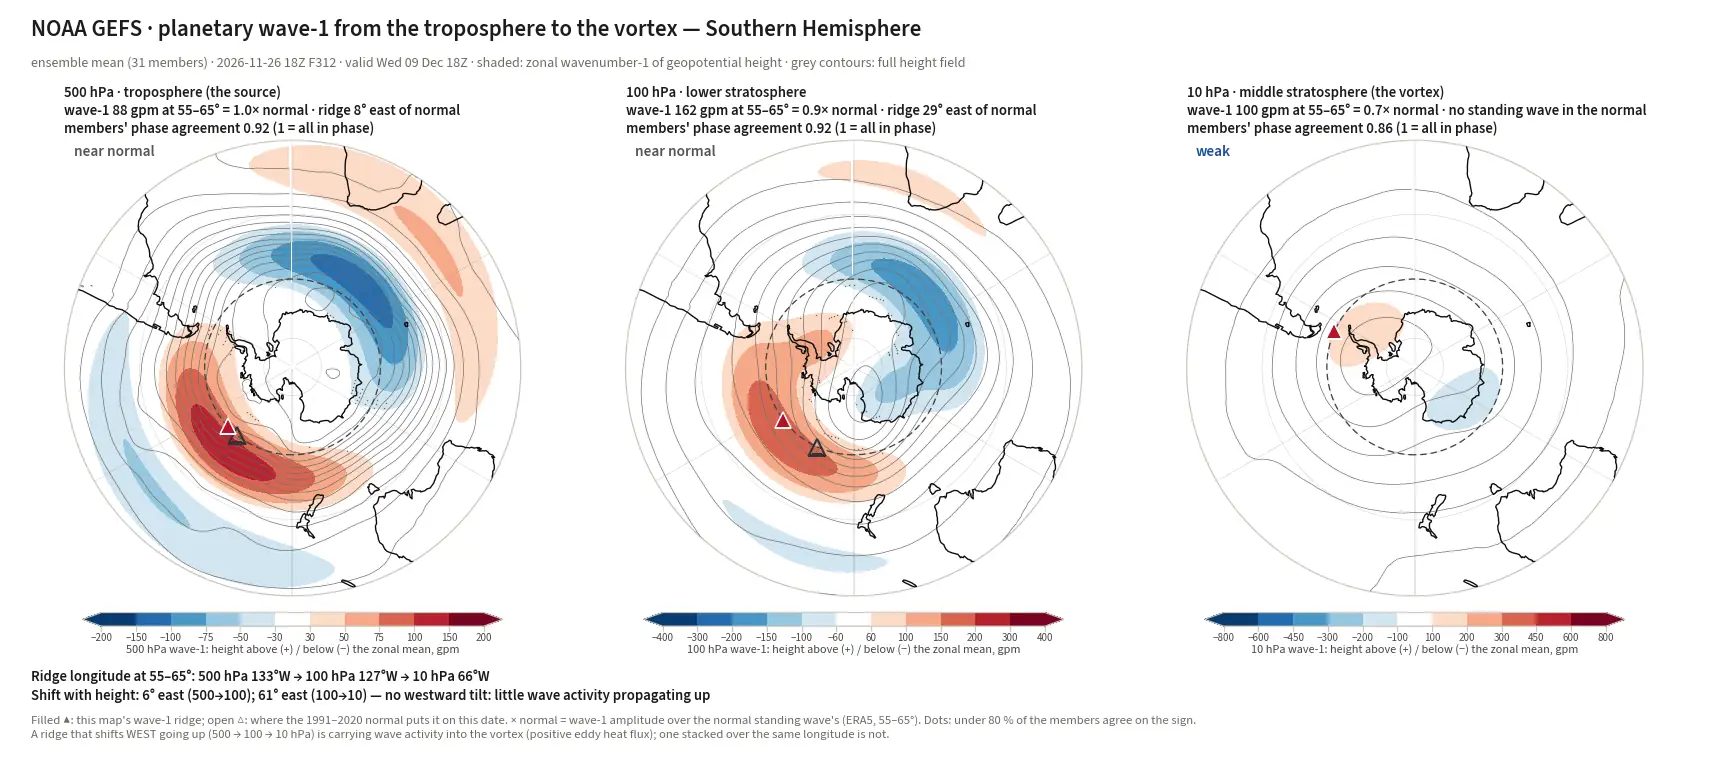 NOAA GEFS · planetary wave-1 from the troposphere to the vortex — Southern Hemisphere
ensemble mean (31 members) · 2026-11-26 18Z F312 · valid Wed 09 Dec 18Z · shaded: zonal wavenumber-1 of geopotential height · grey contours: full height field
500 hPa · troposphere (the source)
wave-1 88 gpm at 55–65° = 1.0× normal · ridge 8° east of normal
members' phase agreement 0.92 (1 = all in phase)
near normal
100 hPa · lower stratosphere
wave-1 162 gpm at 55–65° = 0.9× normal · ridge 29° east of normal
members' phase agreement 0.92 (1 = all in phase)
near normal
10 hPa · middle stratosphere (the vortex)
wave-1 100 gpm at 55–65° = 0.7× normal · no standing wave in the normal
members' phase agreement 0.86 (1 = all in phase)
weak
−200 −150 −100 −75 −50 −30 30 50 75 100 150 200
500 hPa wave-1: height above (+) / below (−) the zonal mean, gpm
−400 −300 −200 −150 −100 −60 60 100 150 200 300 400
100 hPa wave-1: height above (+) / below (−) the zonal mean, gpm
−800 −600 −450 −300 −200 −100 100 200 300 450 600 800
10 hPa wave-1: height above (+) / below (−) the zonal mean, gpm
Ridge longitude at 55–65°: 500 hPa 133°W → 100 hPa 127°W → 10 hPa 66°W
Shift with height: 6° east (500→100); 61° east (100→10) — no westward tilt: little wave activity propagating up
Filled ▲: this map's wave-1 ridge; open △: where the 1991–2020 normal puts it on this date. × normal = wave-1 amplitude over the normal standing wave's (ERA5, 55–65°). Dots: under 80 % of the members agree on the sign.
A ridge that shifts WEST going up (500 → 100 → 10 hPa) is carrying wave activity into the vortex (positive eddy heat flux); one stacked over the same longitude is not.